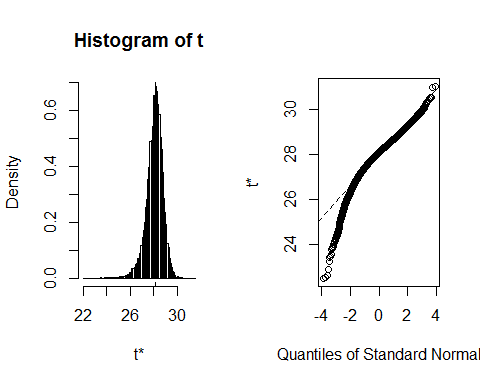 Histogram of t
Density
0.0 0.2 0.4 0.6
22 26 30
t*
t*
24 26 28 30
-4 -2 0 2 4
Quantiles of Standard Normal